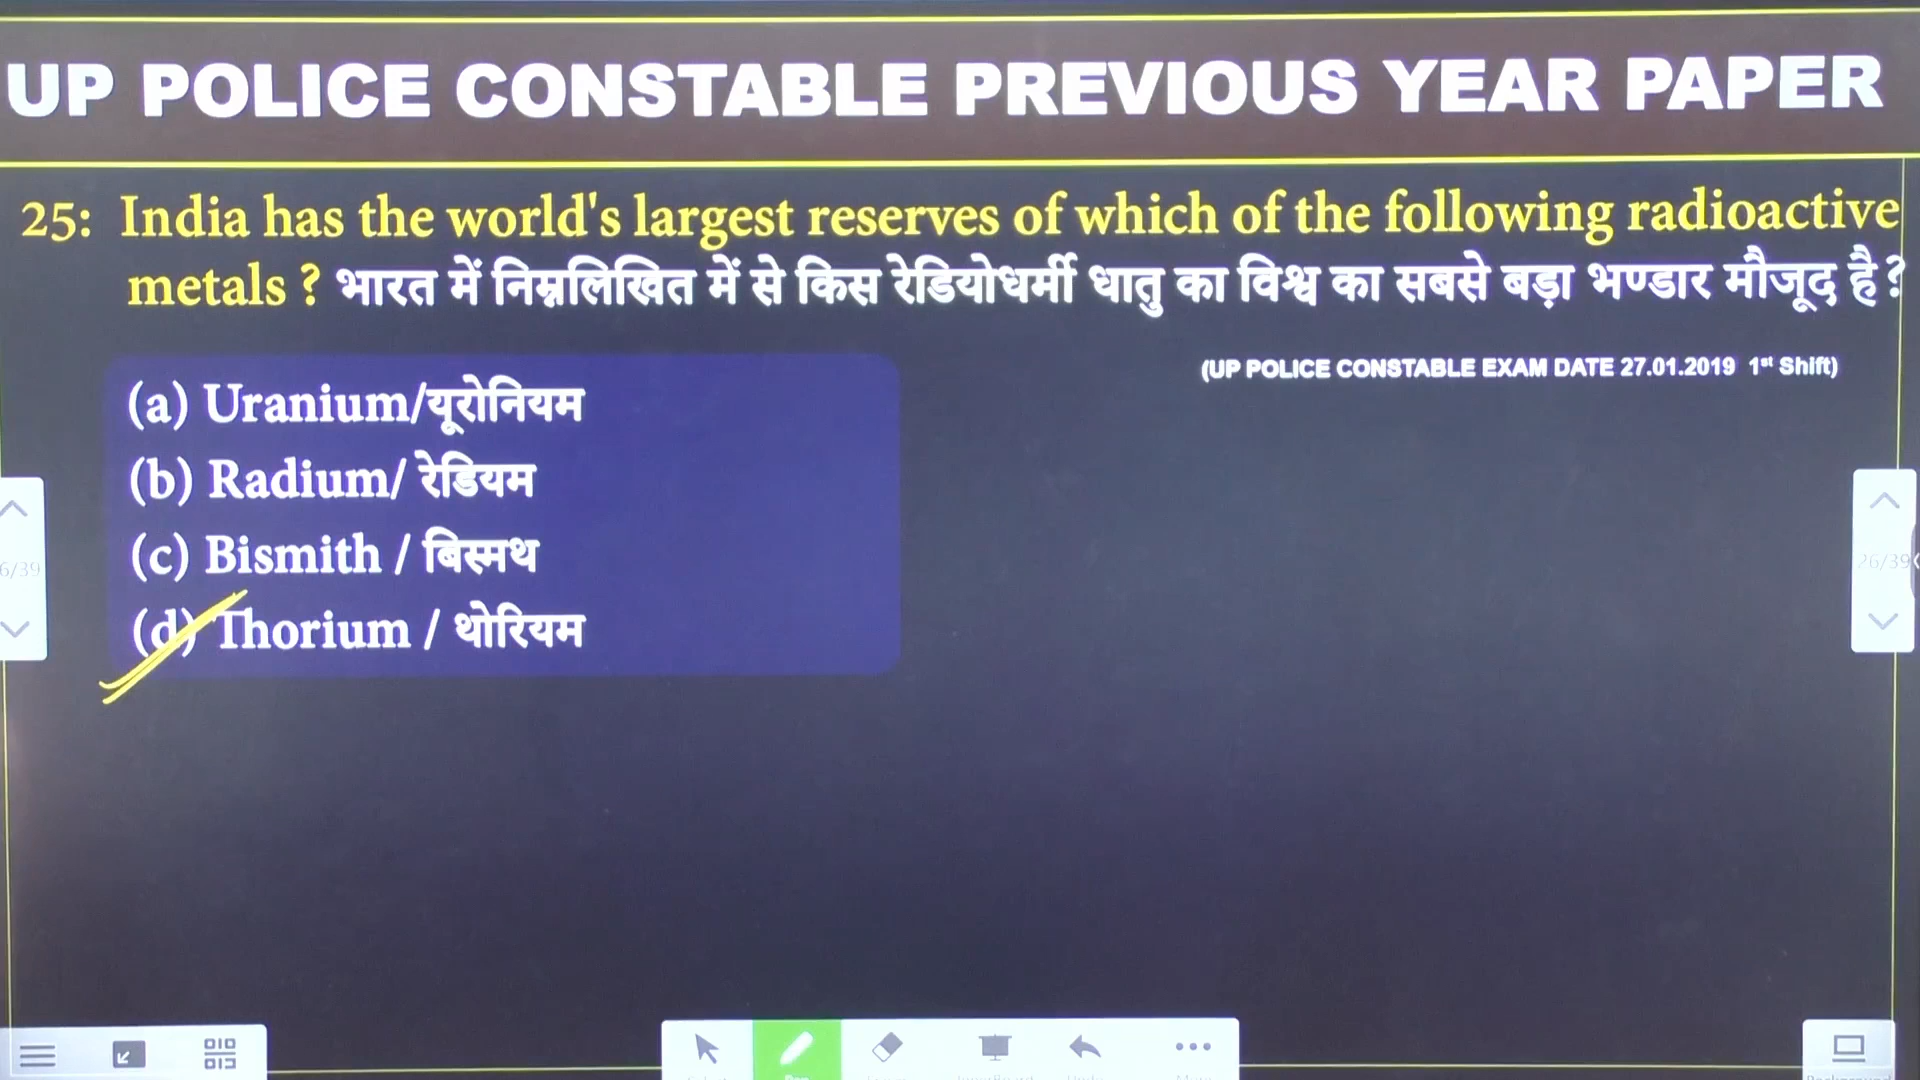 UP POLICE CONSTABLE PREVIOUS YEAR PAPER
25: India has the world's largest reserves of which of the following radioactive
metals ? भारत में निम्नलिखित में से किस रेडियोधर्मी धातु का विश्व का सबसे बड़ा भण्डार मौजूद है?
(UP POLICE CONSTABLE EXAM DATE 27.01.2019 1st Shift)
(a) Uranium/यूरोनियम
(b) Radium/ रेडियम
(c) Bismith / बिस्मथ
(d) Thorium / थोरियम
6/39
26/39